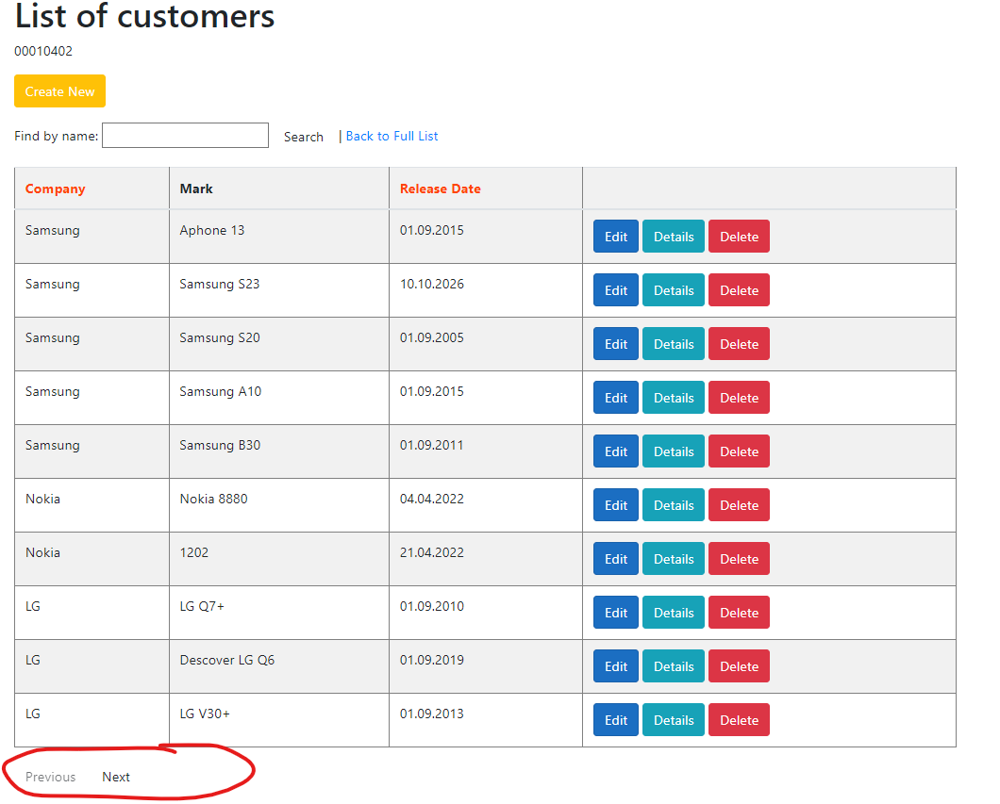 List of customers
00010402
Create New
Find by name: Search | Back to Full List
Company Mark Release Date
Samsung Aphone 13 01.09.2015 Edit Details Delete
Samsung Samsung S23 10.10.2026 Edit Details Delete
Samsung Samsung S20 01.09.2005 Edit Details Delete
Samsung Samsung A10 01.09.2015 Edit Details Delete
Samsung Samsung B30 01.09.2011 Edit Details Delete
Nokia Nokia 8880 04.04.2022 Edit Details Delete
Nokia 1202 21.04.2022 Edit Details Delete
LG LG Q7+ 01.09.2010 Edit Details Delete
LG Descover LG Q6 01.09.2019 Edit Details Delete
LG LG V30+ 01.09.2013 Edit Details Delete
Previous Next